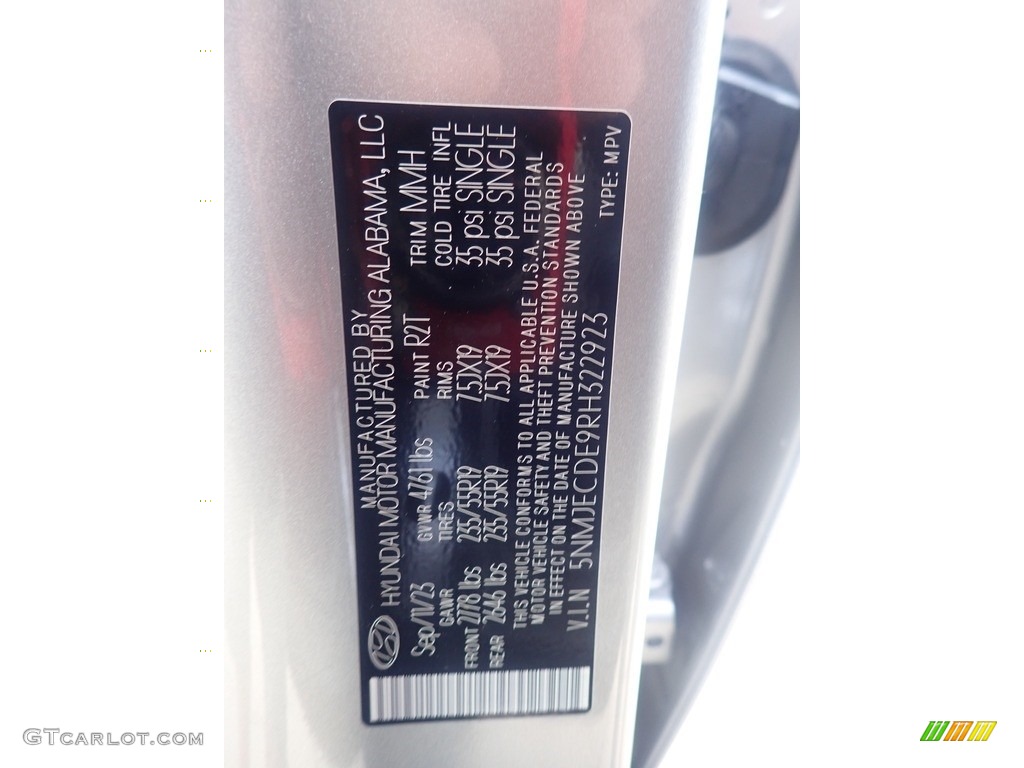 MANUFACTURED BY
HYUNDAI MOTOR MANUFACTURING ALABAMA, LLC
Sep/11/23 GVWR 4761 lbs PAINT R2T TRIM MMH
GAWR TIRES RIMS COLD TIRE INFL
FRONT 2778 lbs 235/55R19 7.5JX19 35 psi SINGLE
REAR 2646 lbs 235/55R19 7.5JX19 35 psi SINGLE
THIS VEHICLE CONFORMS TO ALL APPLICABLE U.S.A. FEDERAL
MOTOR VEHICLE SAFETY AND THEFT PREVENTION STANDARDS
IN EFFECT ON THE DATE OF MANUFACTURE SHOWN ABOVE
V.I.N 5NMJECDE9RH322923
TYPE: MPV
GTCARLOT.COM